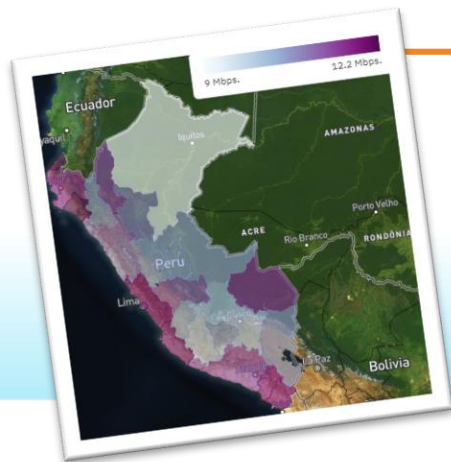 9 Mbps.
12.2 Mbps.
Ecuador
yaquil
Iquitos
AMAZONAS
Porto Velho
ACRE
Rio Branco
RONDÔNIA
Peru
Lima
La Paz
Bolivia